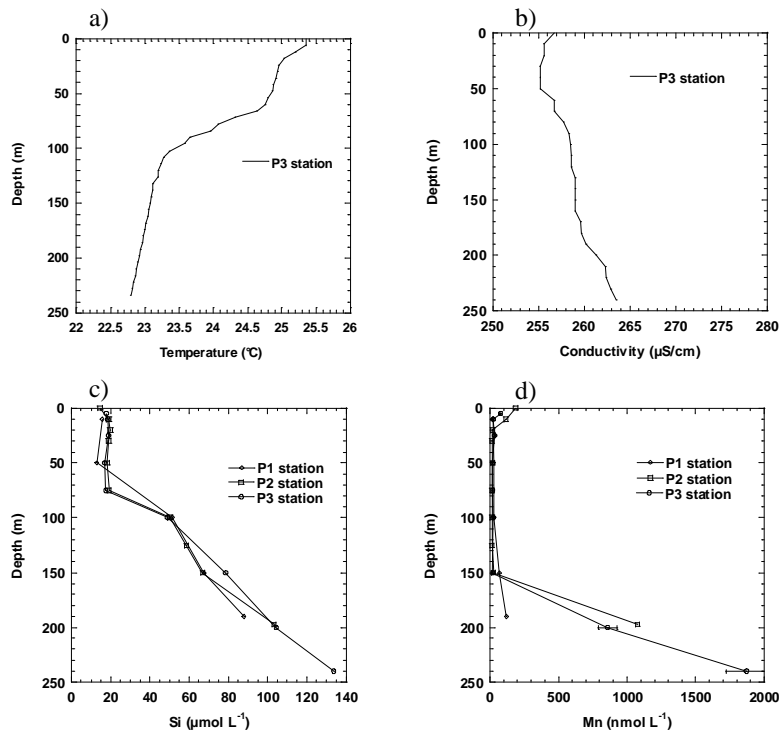 a)
0
50
100
150
200
250
Depth (m)
P3 station
22 22.5 23 23.5 24 24.5 25 25.5 26
Temperature (°C)
b)
0
50
100
150
200
250
Depth (m)
P3 station
250 255 260 265 270 275 280
Conductivity (µS/cm)
c)
0
50
100
150
200
250
Depth (m)
P1 station
P2 station
P3 station
0 20 40 60 80 100 120 140
Si (µmol L⁻¹)
d)
0
50
100
150
200
250
Depth (m)
P1 station
P2 station
P3 station
0 500 1000 1500 2000
Mn (nmol L⁻¹)